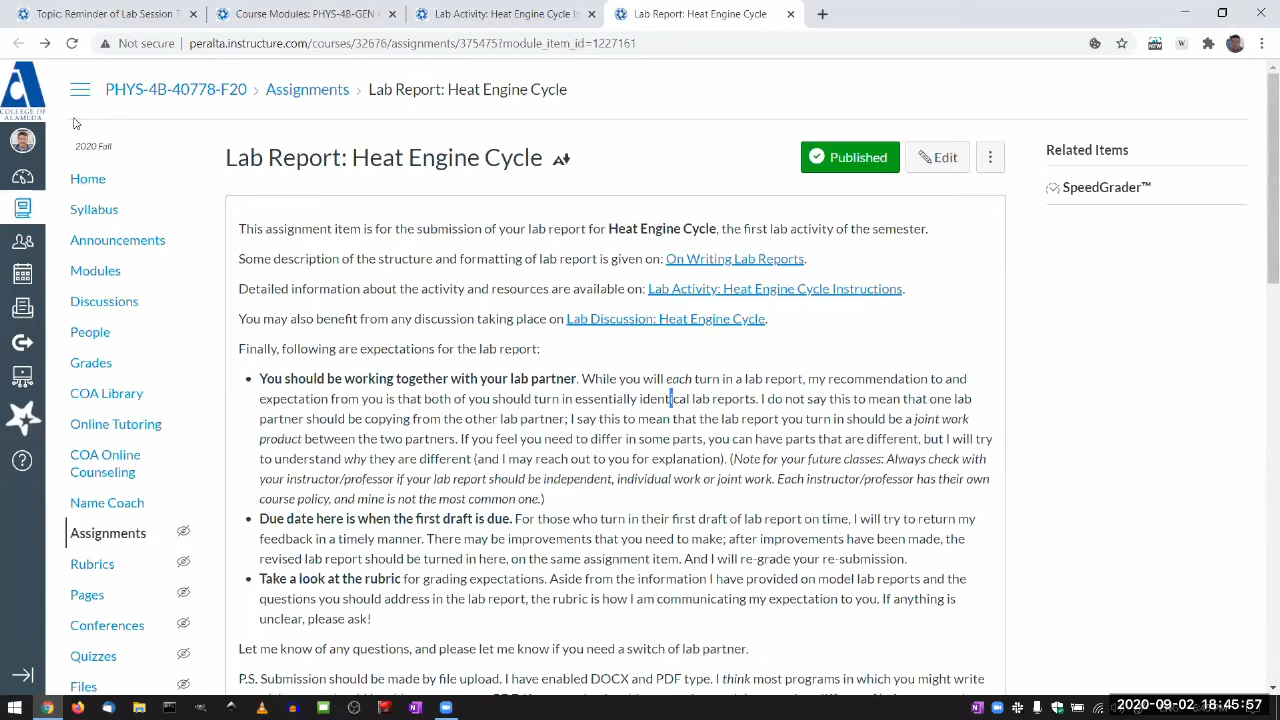 Topic: Reminder of Lab Session T
Course Modules: PHYS-4B-GEN
Lab Activity: Heat Engine Cycle I
Lab Report: Heat Engine Cycle
Not secure
peralta.instructure.com/courses/32676/assignments/375475?module_item_id=1227161
COLLEGE OF ALAMEDA
PHYS-4B-40778-F20 › Assignments › Lab Report: Heat Engine Cycle
2020 Fall
Home
Syllabus
Announcements
Modules
Discussions
People
Grades
COA Library
Online Tutoring
COA Online
Counseling
Name Coach
Assignments
Rubrics
Pages
Conferences
Quizzes
Files
Lab Report: Heat Engine Cycle
Published
Edit
Related Items
SpeedGrader™
This assignment item is for the submission of your lab report for Heat Engine Cycle, the first lab activity of the semester.
Some description of the structure and formatting of lab report is given on: On Writing Lab Reports.
Detailed information about the activity and resources are available on: Lab Activity: Heat Engine Cycle Instructions.
You may also benefit from any discussion taking place on Lab Discussion: Heat Engine Cycle.
Finally, following are expectations for the lab report:
• You should be working together with your lab partner. While you will each turn in a lab report, my recommendation to and
expectation from you is that both of you should turn in essentially identical lab reports. I do not say this to mean that one lab
partner should be copying from the other lab partner; I say this to mean that the lab report you turn in should be a joint work
product between the two partners. If you feel you need to differ in some parts, you can have parts that are different, but I will try
to understand why they are different (and I may reach out to you for explanation). (Note for your future classes: Always check with
your instructor/professor if your lab report should be independent, individual work or joint work. Each instructor/professor has their own
course policy, and mine is not the most common one.)
• Due date here is when the first draft is due. For those who turn in their first draft of lab report on time, I will try to return my
feedback in a timely manner. There may be improvements that you need to make; after improvements have been made, the
revised lab report should be turned in here, on the same assignment item. And I will re-grade your re-submission.
• Take a look at the rubric for grading expectations. Aside from the information I have provided on model lab reports and the
questions you should address in the lab report, the rubric is how I am communicating my expectation to you. If anything is
unclear, please ask!
Let me know of any questions, and please let me know if you need a switch of lab partner.
P.S. Submission should be made by file upload. I have enabled DOCX and PDF type. I think most programs in which you might write
2020-09-02 18:45:57